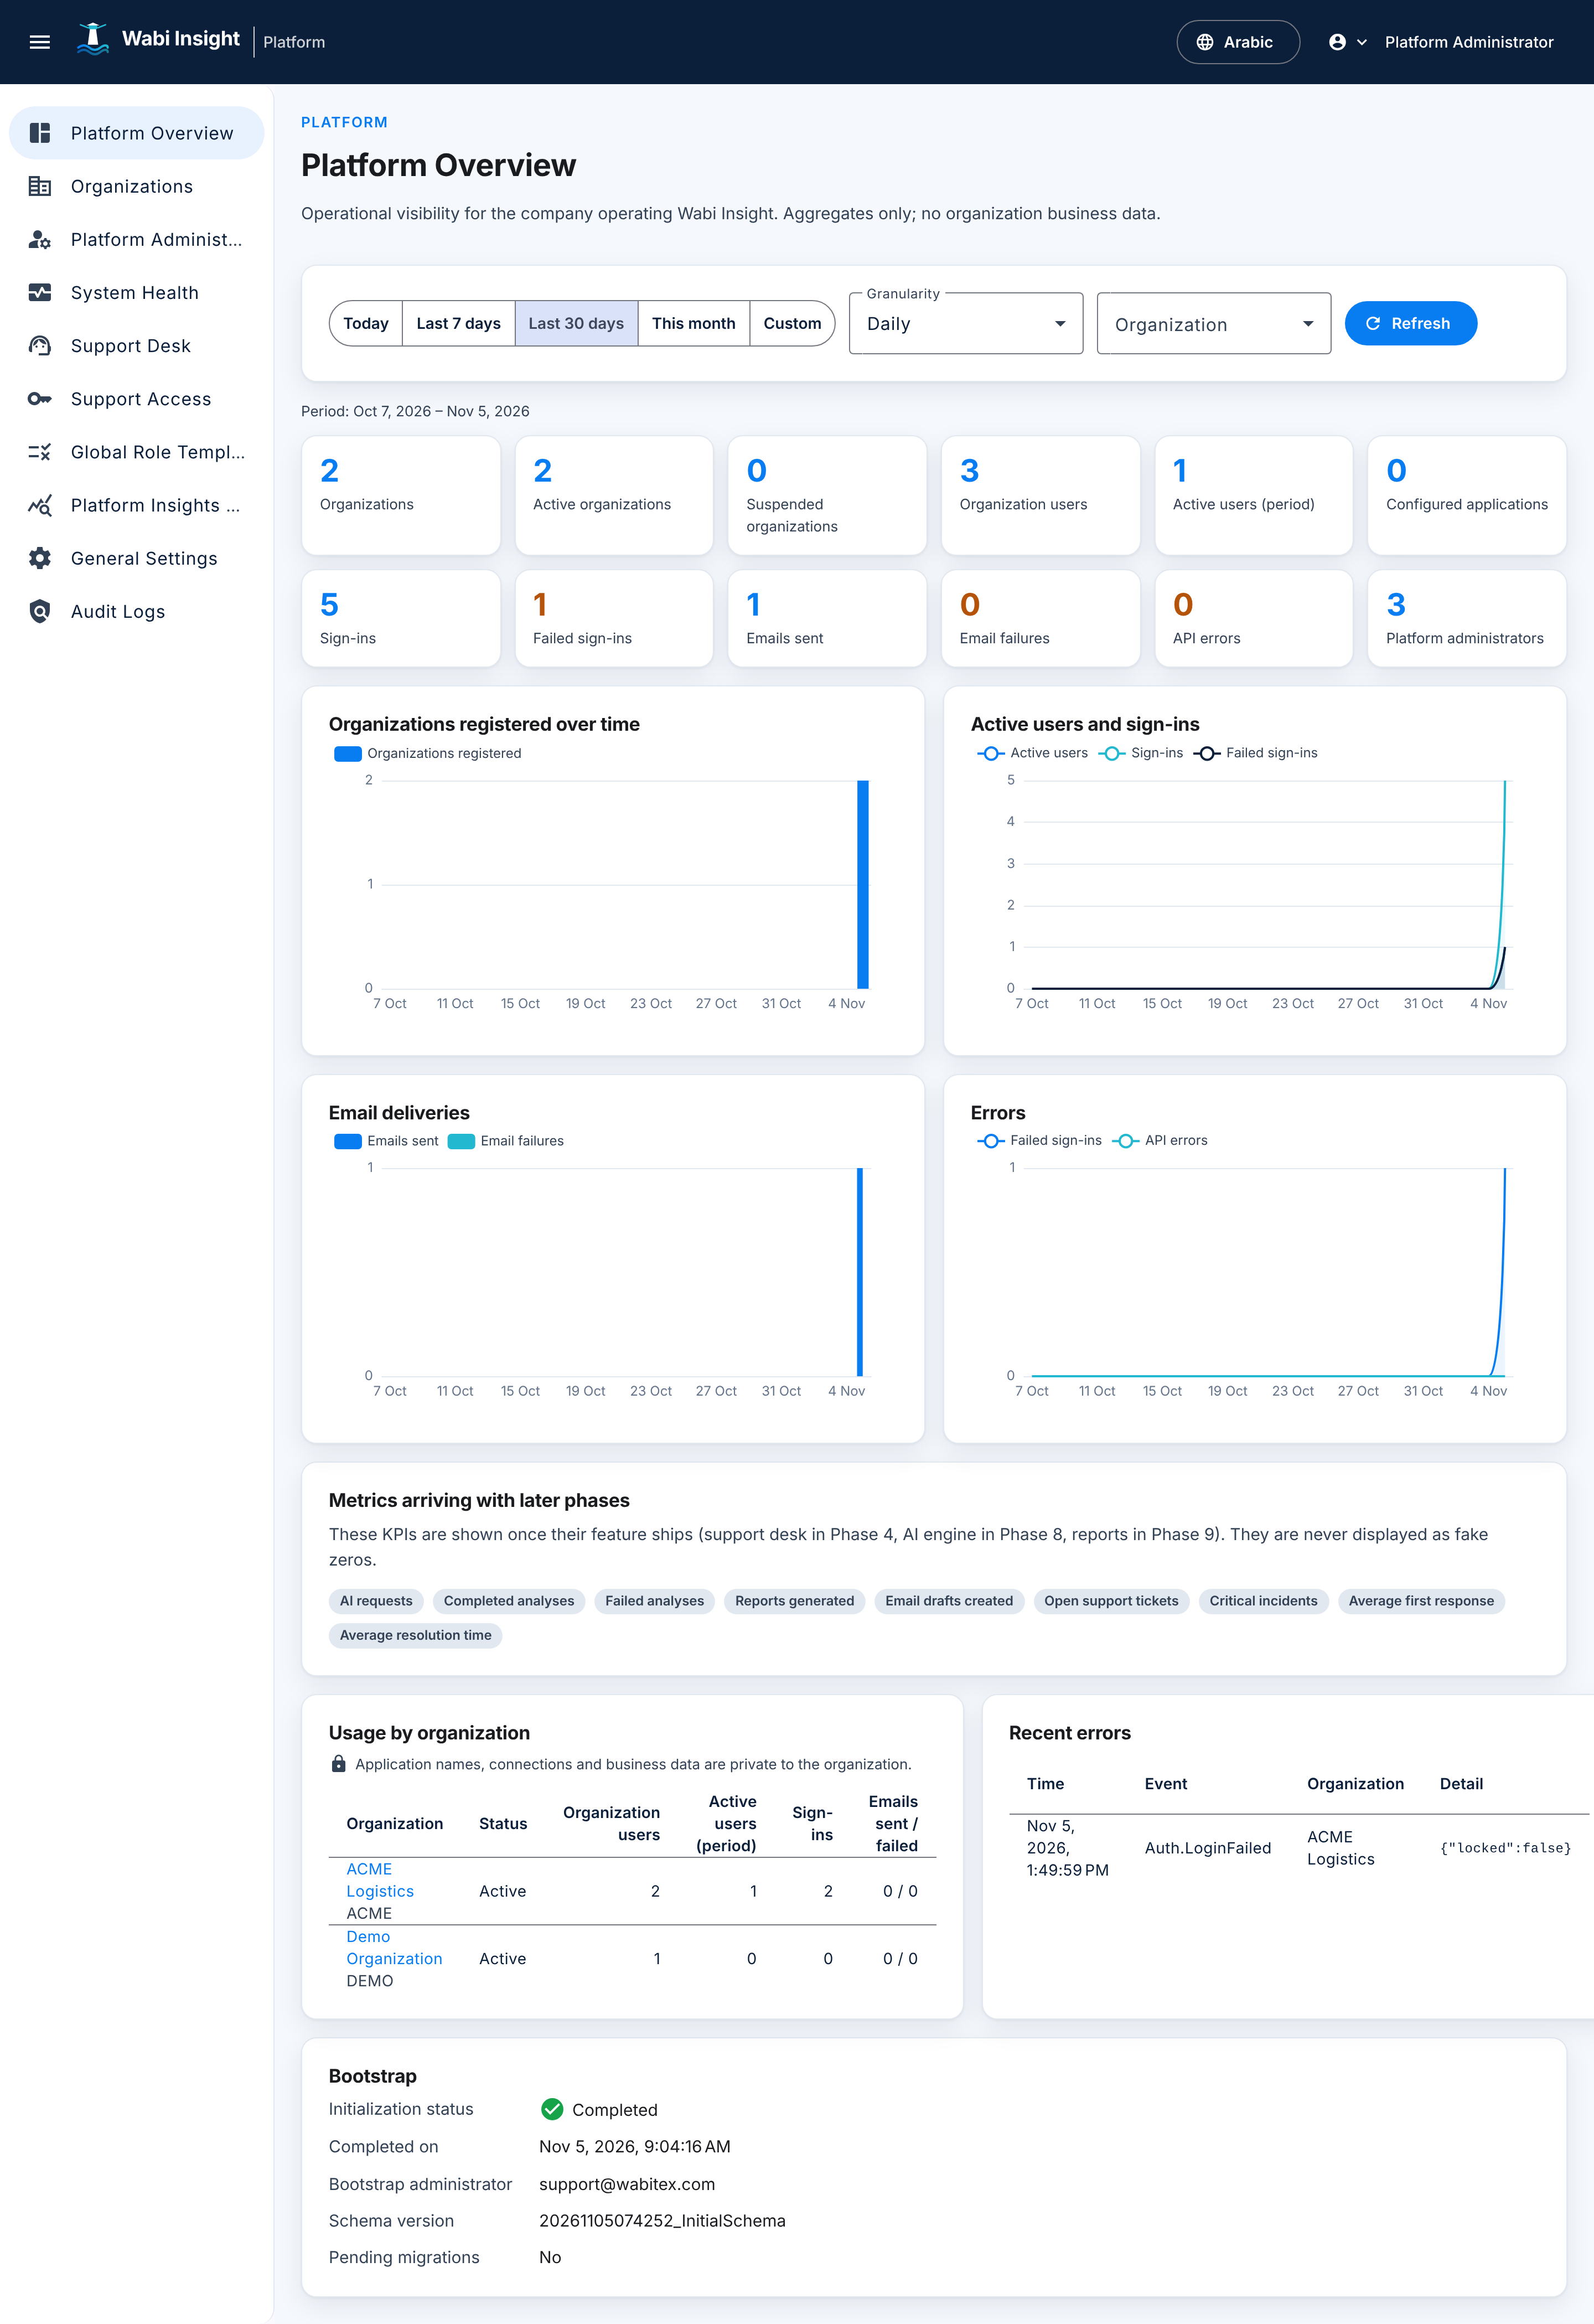 Wabi Insight
Platform
Arabic
Platform Administrator
Platform Overview
Organizations
Platform Administ...
System Health
Support Desk
Support Access
Global Role Templ...
Platform Insights ...
General Settings
Audit Logs
PLATFORM
Platform Overview
Operational visibility for the company operating Wabi Insight. Aggregates only; no organization business data.
Today Last 7 days Last 30 days This month Custom
Granularity
Daily
Organization
Refresh
Period: Oct 7, 2026 – Nov 5, 2026
2
Organizations
2
Active organizations
0
Suspended
organizations
3
Organization users
1
Active users (period)
0
Configured applications
5
Sign-ins
1
Failed sign-ins
1
Emails sent
0
Email failures
0
API errors
3
Platform administrators
Organizations registered over time
Organizations registered
2
1
0
7 Oct 11 Oct 15 Oct 19 Oct 23 Oct 27 Oct 31 Oct 4 Nov
Active users and sign-ins
Active users Sign-ins Failed sign-ins
5
4
3
2
1
0
7 Oct 11 Oct 15 Oct 19 Oct 23 Oct 27 Oct 31 Oct 4 Nov
Email deliveries
Emails sent Email failures
1
0
7 Oct 11 Oct 15 Oct 19 Oct 23 Oct 27 Oct 31 Oct 4 Nov
Errors
Failed sign-ins API errors
1
0
7 Oct 11 Oct 15 Oct 19 Oct 23 Oct 27 Oct 31 Oct 4 Nov
Metrics arriving with later phases
These KPIs are shown once their feature ships (support desk in Phase 4, AI engine in Phase 8, reports in Phase 9). They are never displayed as fake
zeros.
AI requests Completed analyses Failed analyses Reports generated Email drafts created Open support tickets Critical incidents Average first response
Average resolution time
Usage by organization
Application names, connections and business data are private to the organization.
Organization Status Organization users Active users (period) Sign-ins Emails sent / failed
ACME
Logistics
ACME
Active 2 1 2 0 / 0
Demo
Organization
DEMO
Active 1 0 0 0 / 0
Recent errors
Time Event Organization Detail
Nov 5,
2026,
1:49:59 PM
Auth.LoginFailed
ACME
Logistics
{"locked":false}
Bootstrap
Initialization status Completed
Completed on Nov 5, 2026, 9:04:16 AM
Bootstrap administrator support@wabitex.com
Schema version 20261105074252_InitialSchema
Pending migrations No